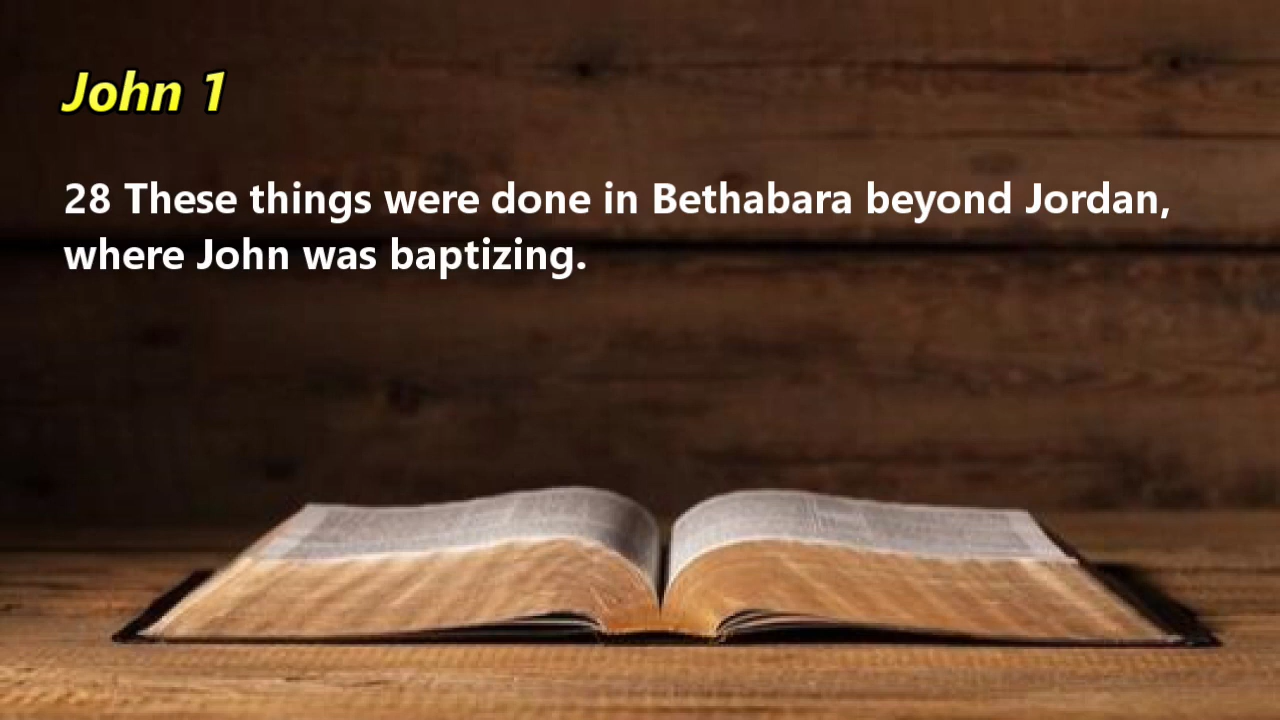 John 1
28 These things were done in Bethabara beyond Jordan,
where John was baptizing.